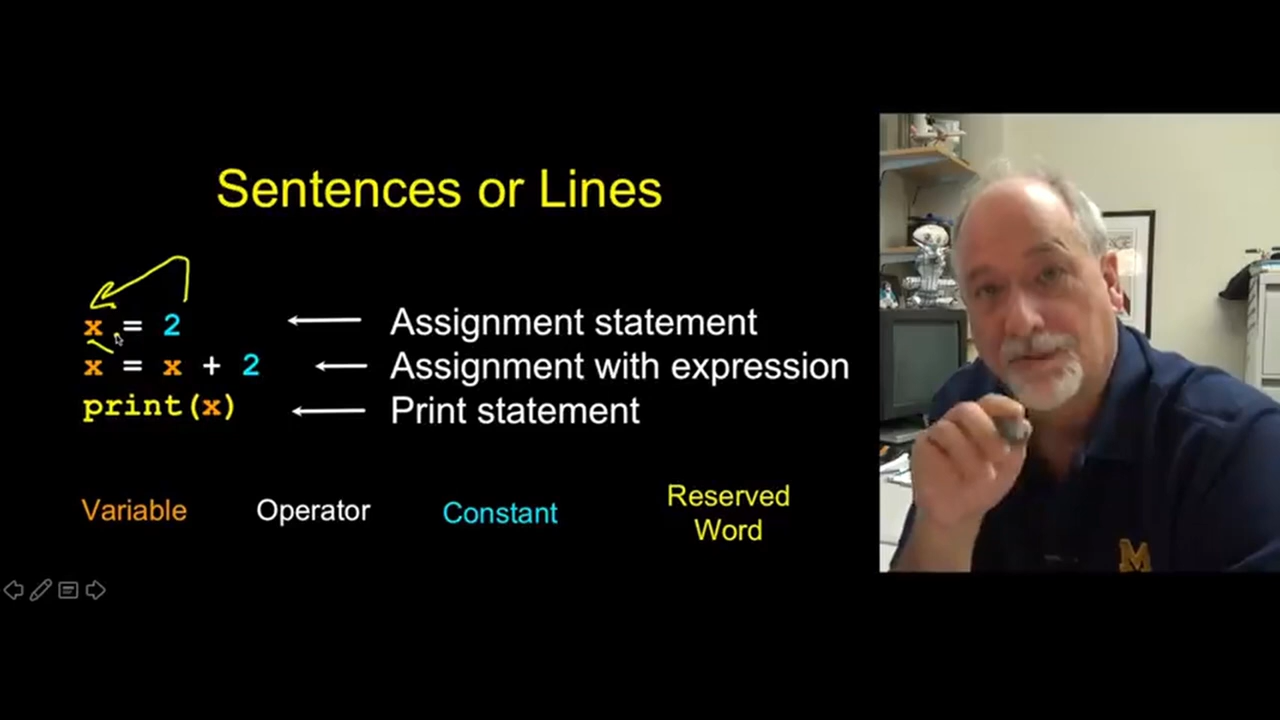 Sentences or Lines
x = 2
Assignment statement
x = x + 2
Assignment with expression
print(x)
Print statement
Variable
Operator
Constant
Reserved
Word
M